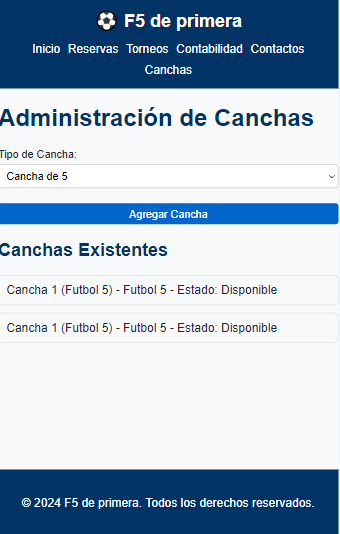 F5 de primera
Inicio Reservas Torneos Contabilidad Contactos
Canchas
Administración de Canchas
Tipo de Cancha:
Cancha de 5
Agregar Cancha
Canchas Existentes
Cancha 1 (Futbol 5) - Futbol 5 - Estado: Disponible
Cancha 1 (Futbol 5) - Futbol 5 - Estado: Disponible
© 2024 F5 de primera. Todos los derechos reservados.